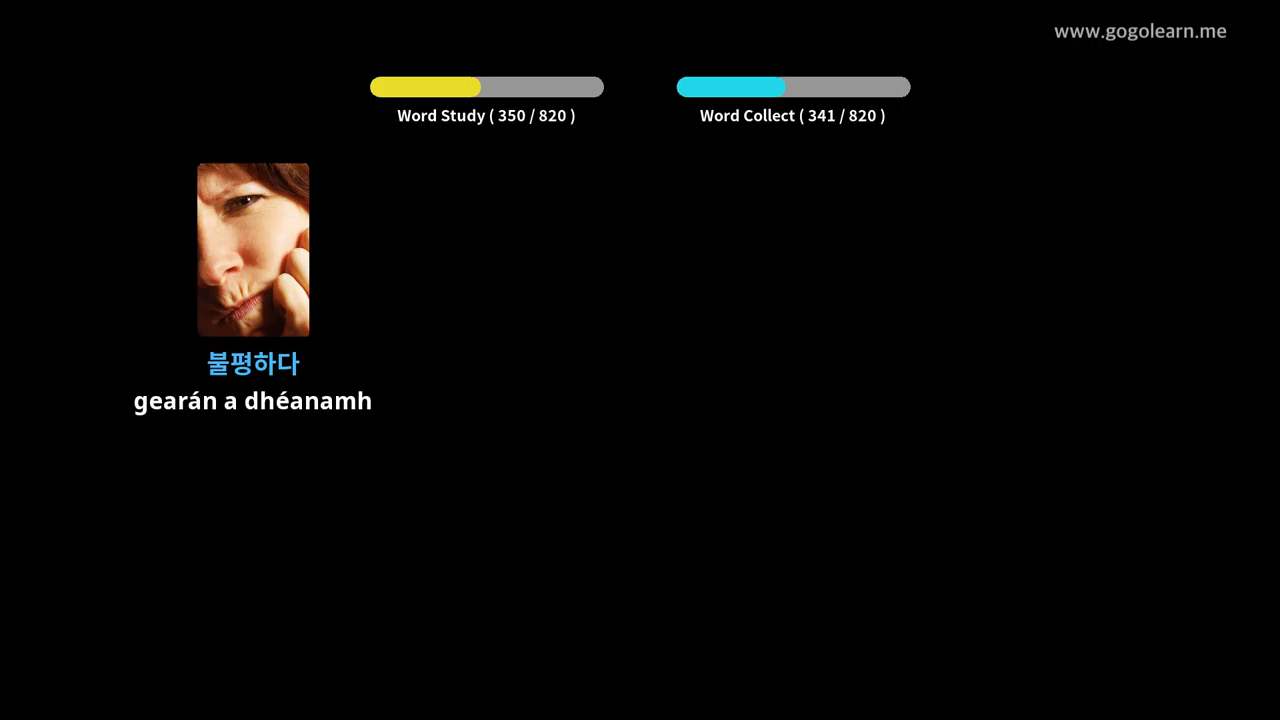 www.gogolearn.me
Word Study ( 350 / 820 )
Word Collect ( 341 / 820 )
불평하다
gearán a dhéanamh